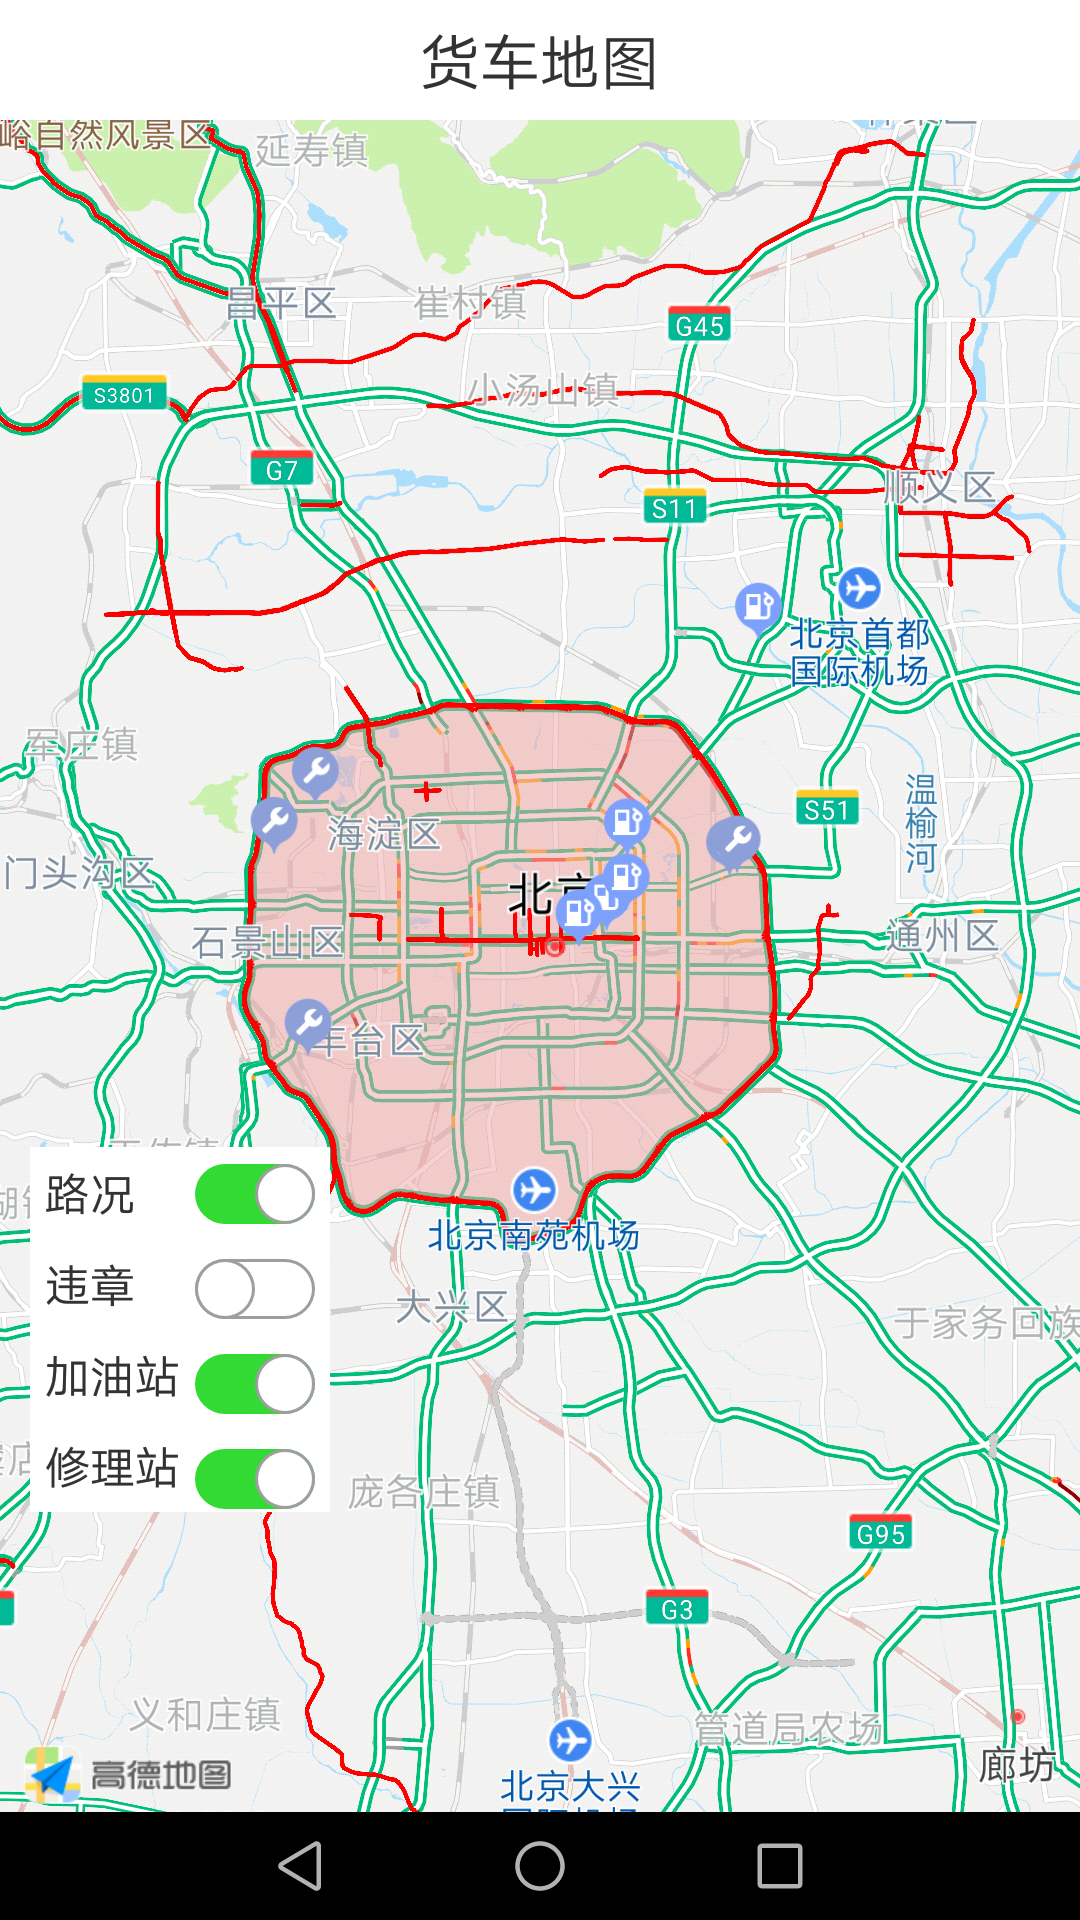 货车地图
峪自然风景区
延寿镇
昌平区
崔村镇
G45
小汤山镇
S3801
G7
顺义区
S11
北京首都
国际机场
军庄镇
温榆河
S51
海淀区
门头沟区
北京
石景山区
通州区
丰台区
路况
北京南苑机场
违章
大兴区
于家务回族
加油站
修理站
庞各庄镇
G95
G3
义和庄镇
管道局农场
廊坊
高德地图
北京大兴
国际机场